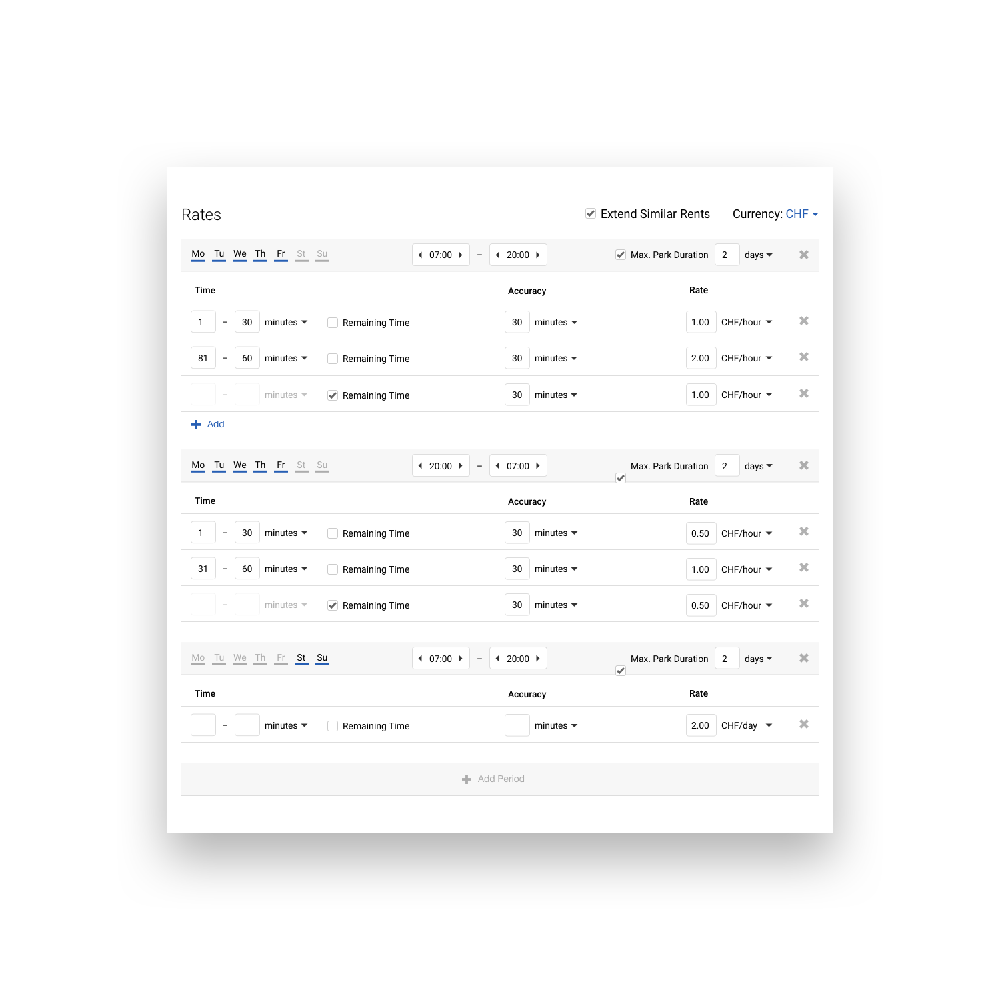 Rates Extend Similar Rents Currency: CHF
Mo Tu We Th Fr St Su 07:00 – 20:00 Max. Park Duration 2 days
Time Accuracy Rate
1 – 30 minutes Remaining Time 30 minutes 1.00 CHF/hour
81 – 60 minutes Remaining Time 30 minutes 2.00 CHF/hour
– minutes Remaining Time 30 minutes 1.00 CHF/hour
Add
Mo Tu We Th Fr St Su 20:00 – 07:00 Max. Park Duration 2 days
Time Accuracy Rate
1 – 30 minutes Remaining Time 30 minutes 0.50 CHF/hour
31 – 60 minutes Remaining Time 30 minutes 1.00 CHF/hour
– minutes Remaining Time 30 minutes 0.50 CHF/hour
Mo Tu We Th Fr St Su 07:00 – 20:00 Max. Park Duration 2 days
Time Accuracy Rate
– minutes Remaining Time minutes 2.00 CHF/day
Add Period